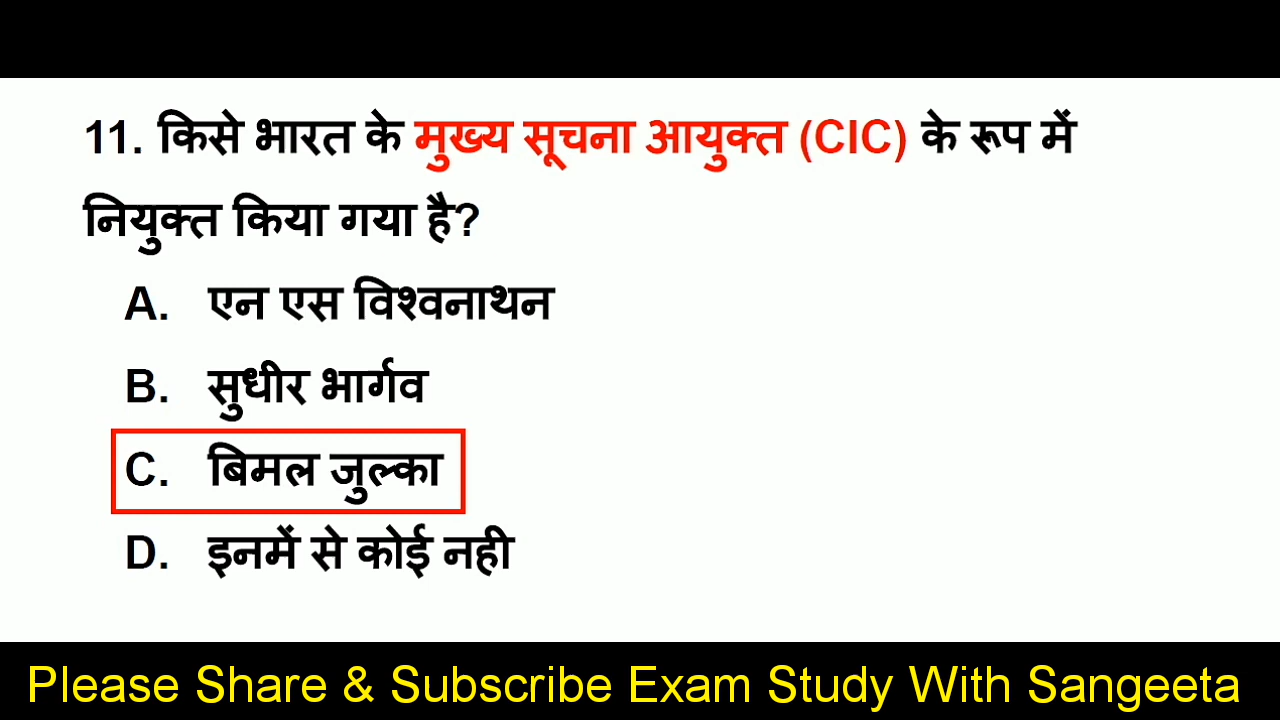 11. किसे भारत के मुख्य सूचना आयुक्त (CIC) के रूप में
नियुक्त किया गया है?
A. एन एस विश्वनाथन
B. सुधीर भार्गव
C. बिमल जुल्का
D. इनमें से कोई नही
Please Share & Subscribe Exam Study With Sangeeta